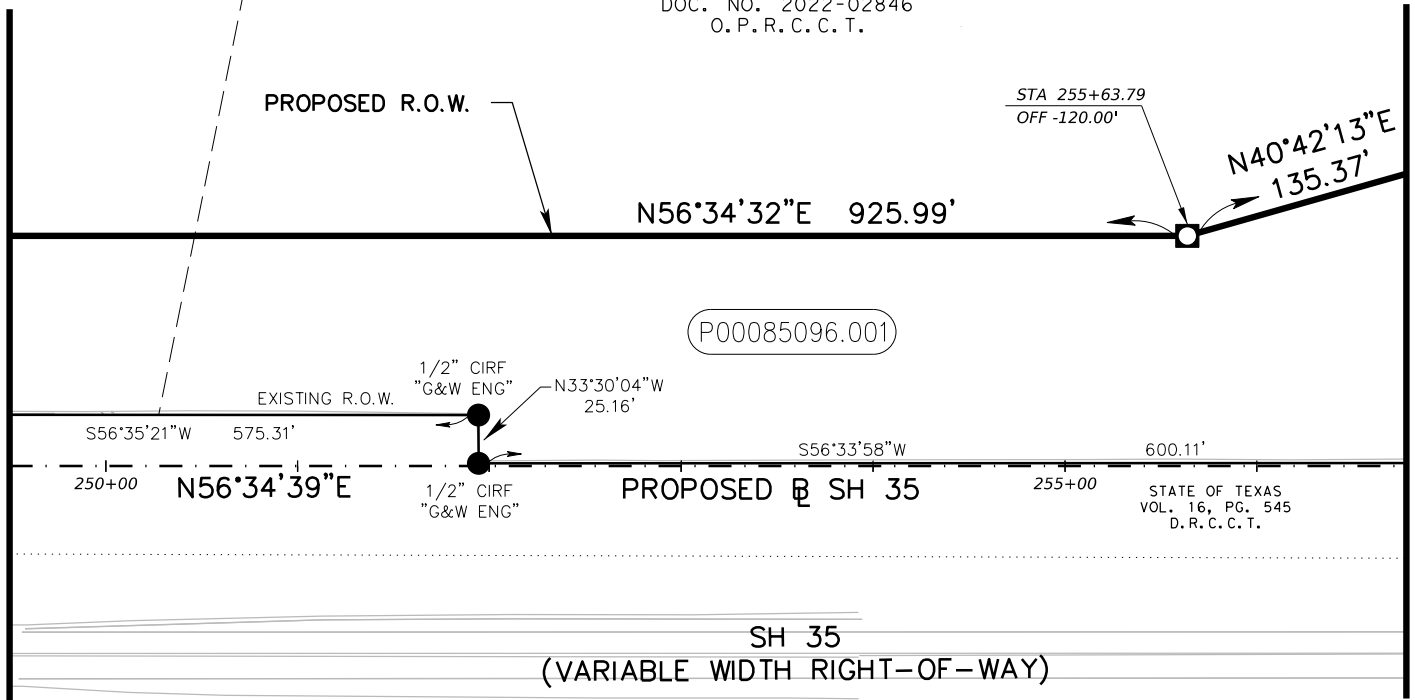 DOC. NO. 2022-02846
O.P.R.C.C.T.
PROPOSED R.O.W.
STA 255+63.79
OFF -120.00'
N40°42'13"E
135.37'
N56°34'32"E 925.99'
P00085096.001
1/2" CIRF
"G&W ENG"
N33°30'04"W
25.16'
EXISTING R.O.W.
S56°35'21"W 575.31'
S56°33'58"W 600.11'
250+00
N56°34'39"E
1/2" CIRF
"G&W ENG"
PROPOSED BL SH 35
255+00
STATE OF TEXAS
VOL. 16, PG. 545
D.R.C.C.T.
SH 35
(VARIABLE WIDTH RIGHT-OF-WAY)